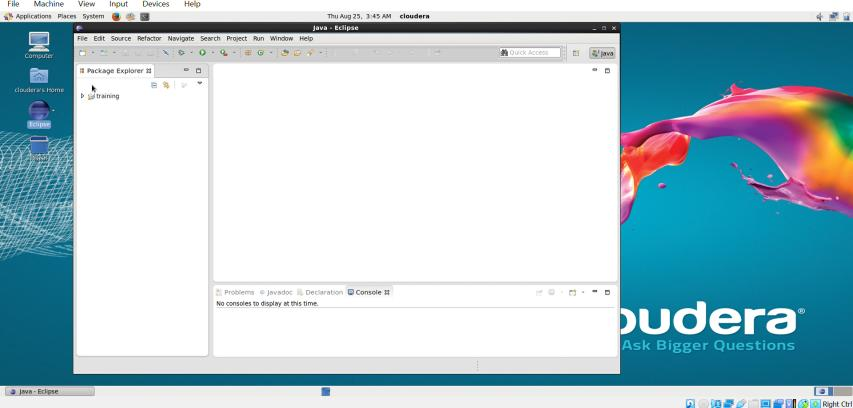 File Machine View Input Devices Help
Applications Places System Thu Aug 25, 3:45 AM cloudera
Java - Eclipse
File Edit Source Refactor Navigate Search Project Run Window Help
Quick Access Java
Computer
cloudera's Home
Eclipse
Package Explorer
training
Problems @ Javadoc Declaration Console
No consoles to display at this time.
oudera®
Ask Bigger Questions
Java - Eclipse
Right Ctrl